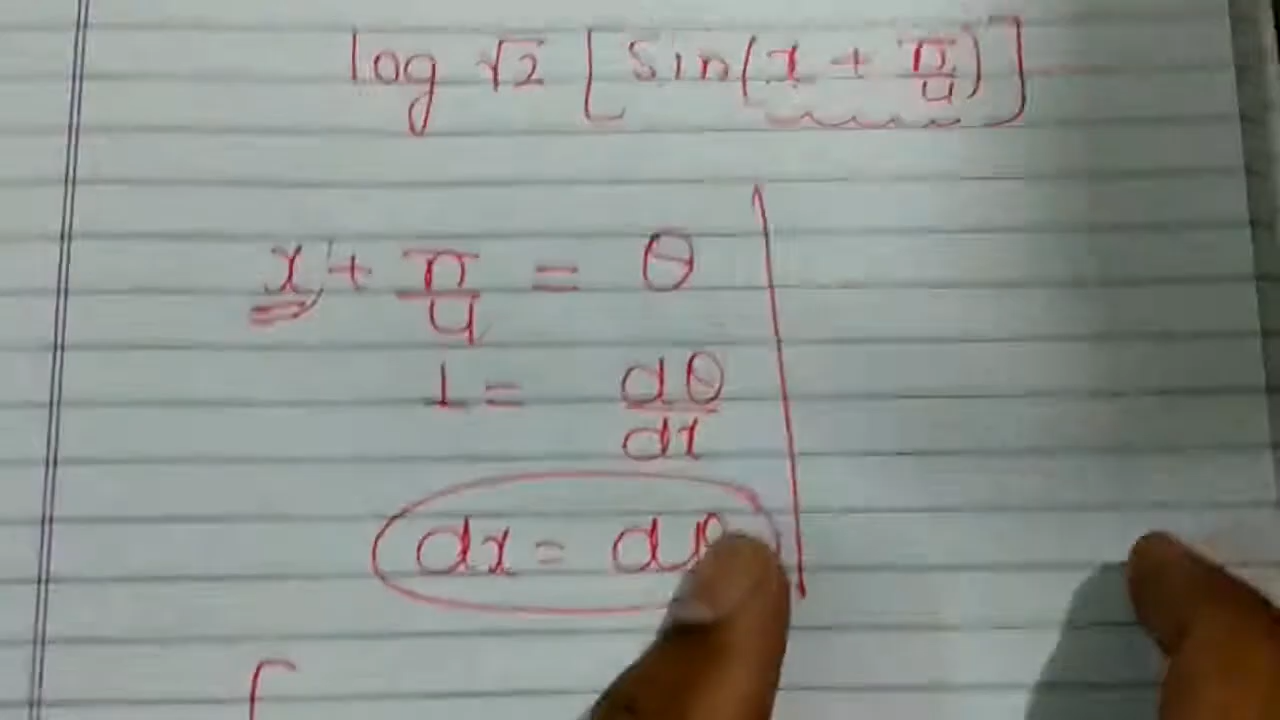 log √2 [Sin(x + π/4)]
x + π/4 = θ
1 = dθ/dx
dx = dθ
∫